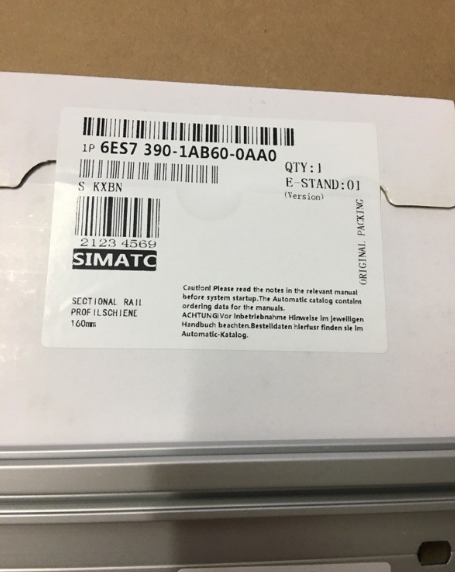 1P 6ES7 390-1AB60-0AA0
QTY:1
S KXBN
E-STAND:01
(Version)
2123 4569
SIMATC
ORIGINAL PACKING
SECTIONAL RAIL
PROFILSCHIENE
160mm
Caution! Please read the notes in the relevant manual
before system startup.The Automatic catalog contains
ordering data for the manuals.
ACHTUNG!Vor Inbetriebnahme Hinweise im jeweiligen
Handbuch beachten.Bestelldaten hierfusr finden sie im
Automatic-Katalog.